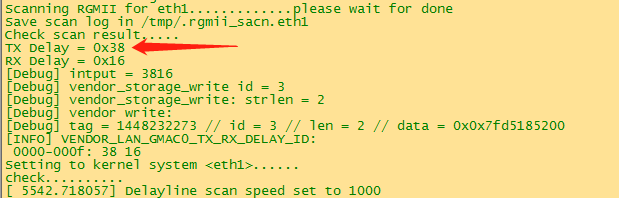 Scanning RGMII for eth1.............please wait for done
Save scan log in /tmp/.rgmii_sacn.eth1
Check scan result.....
TX Delay = 0x38
RX Delay = 0x16
[Debug] intput = 3816
[Debug] vendor_storage_write id = 3
[Debug] vendor_storage_write: strlen = 2
[Debug] vendor write:
[Debug] tag = 1448232273 // id = 3 // len = 2 // data = 0x0x7fd5185200
[INFO] VENDOR_LAN_GMAC0_TX_RX_DELAY_ID:
0000-000f: 38 16
Setting to kernel system <eth1>......
check..........
[ 5542.718057] Delayline scan speed set to 1000